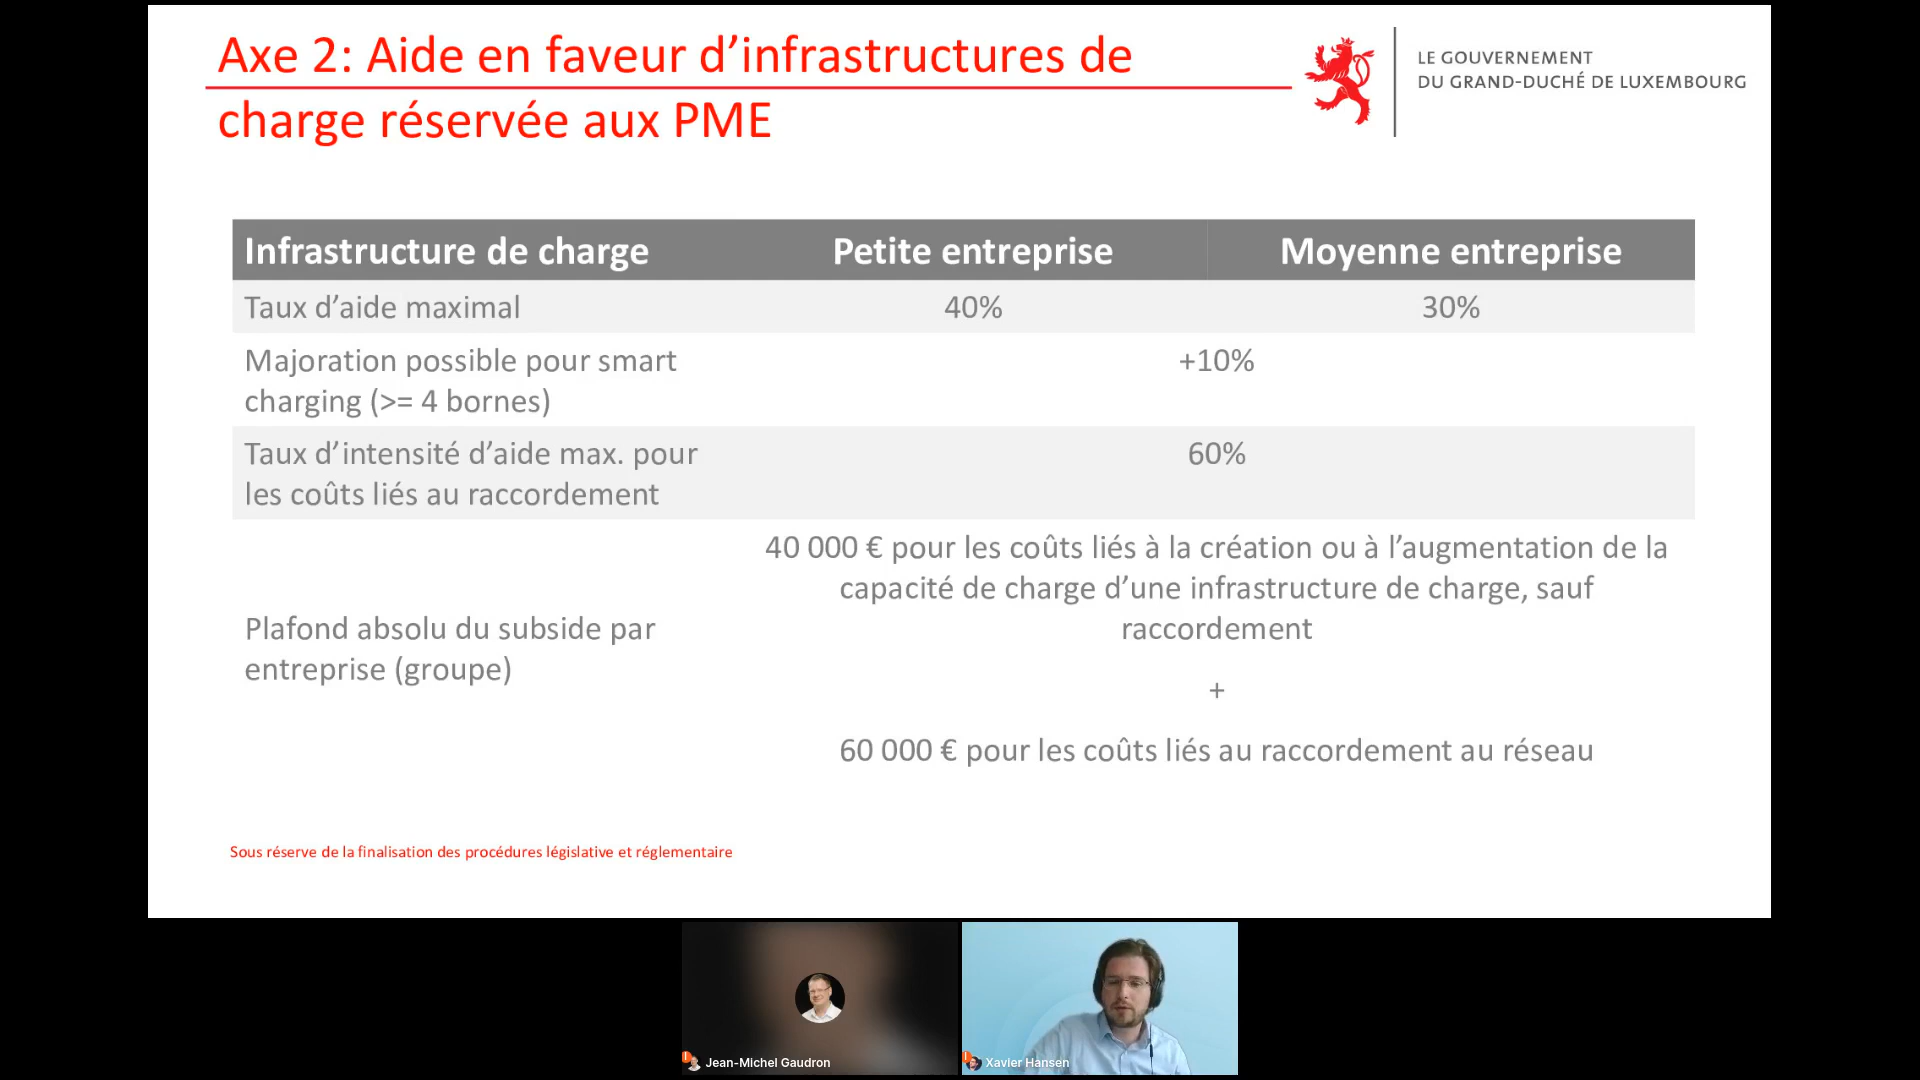 Axe 2: Aide en faveur d’infrastructures de
charge réservée aux PME
LE GOUVERNEMENT
DU GRAND-DUCHÉ DE LUXEMBOURG
Infrastructure de charge Petite entreprise Moyenne entreprise
Taux d’aide maximal 40% 30%
Majoration possible pour smart
charging (>= 4 bornes)
+10%
Taux d’intensité d’aide max. pour
les coûts liés au raccordement
60%
Plafond absolu du subside par
entreprise (groupe)
40 000 € pour les coûts liés à la création ou à l’augmentation de la
capacité de charge d’une infrastructure de charge, sauf
raccordement
+
60 000 € pour les coûts liés au raccordement au réseau
Sous réserve de la finalisation des procédures législative et réglementaire
Jean-Michel Gaudron
Xavier Hansen